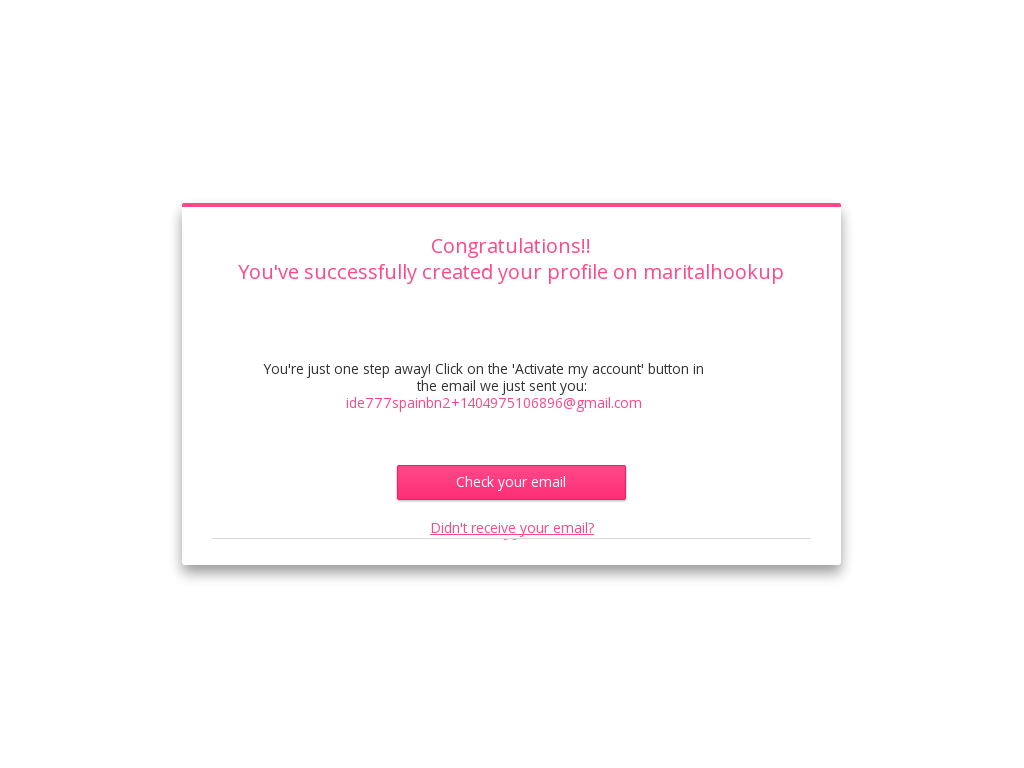 Congratulations!!
You've successfully created your profile on maritalhookup
You're just one step away! Click on the 'Activate my account' button in
the email we just sent you:
ide777spainbn2+1404975106896@gmail.com
Check your email
Didn't receive your email?